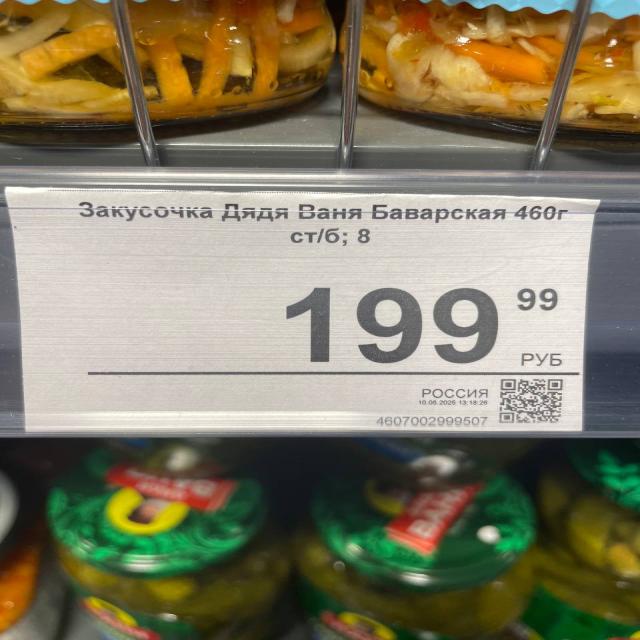 Закусочка Дядя Ваня Баварская 460г
ст/б; 8
199 99
РУБ
РОССИЯ
10.06.2025 13:18:26
4607002999507